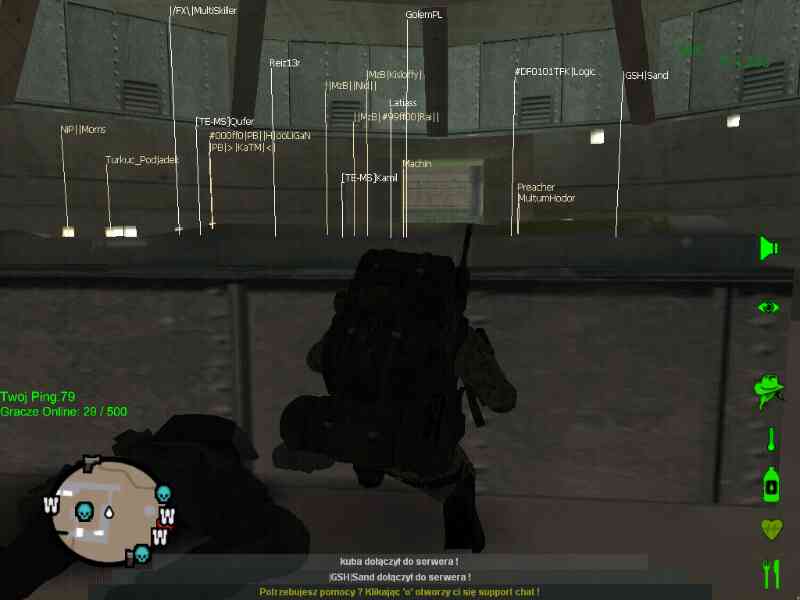 |/FX\|MultiSkiller
GolemPL
Reiz13r
|MzB|Kisloffy|
#DF0101TFK|Logic
GSH|Sand
||MzB||Nid||
Latiass
[TE-MS]Qufer
||MzB|#99ff00|Rai||
NiP||Morris
#000ff0|PB||H|ooLiGaN
|PB|>|KaTM|<|
Turkuc_Podjadek
Machin
[TE-MS]Kamil
Preacher
MultumHodor
Twoj Ping:79
Gracze Online: 29 / 500
W
W
W
kuba dołączył do serwera !
|GSH|Sand dołączył do serwera !
Potrzebujesz pomocy ? Klikając 'o' otworzy ci się support chat !